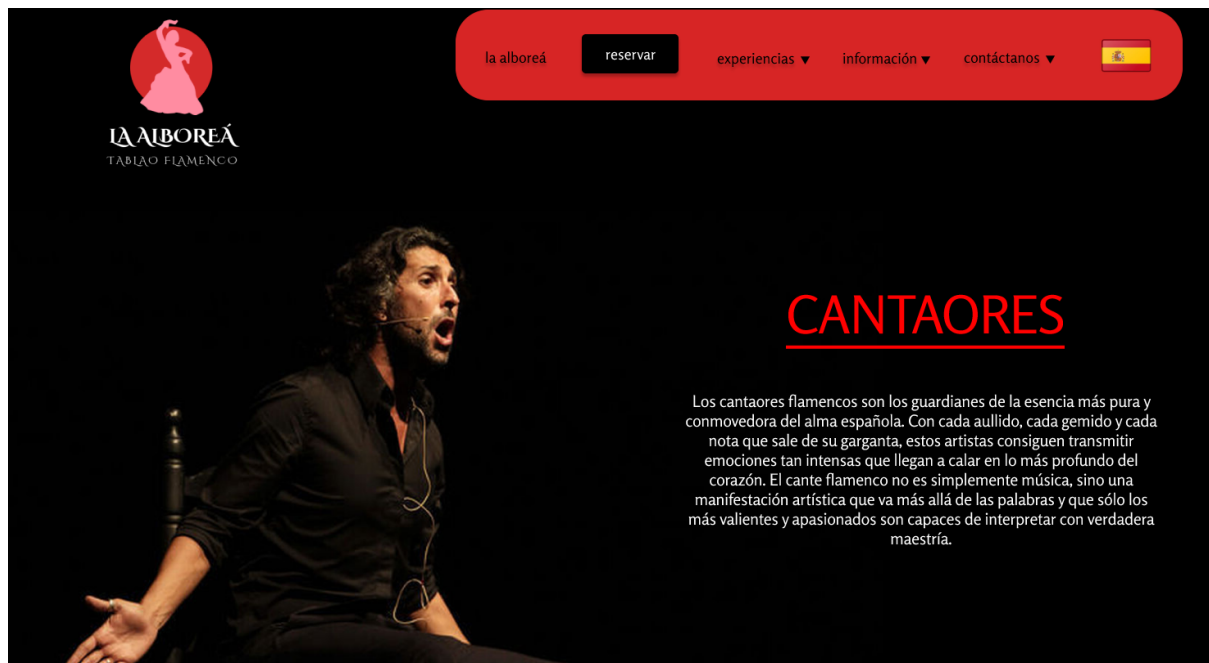 la alboreá
reservar
experiencias ▼
información ▼
contáctanos ▼
LA ALBOREÁ
TABLAO FLAMENCO
CANTAORES
Los cantaores flamencos son los guardianes de la esencia más pura y
conmovedora del alma española. Con cada aullido, cada gemido y cada
nota que sale de su garganta, estos artistas consiguen transmitir
emociones tan intensas que llegan a calar en lo más profundo del
corazón. El cante flamenco no es simplemente música, sino una
manifestación artística que va más allá de las palabras y que sólo los
más valientes y apasionados son capaces de interpretar con verdadera
maestría.